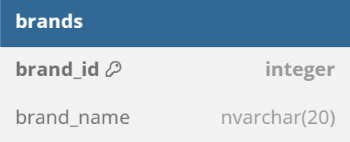 brands
brand_id integer
brand_name nvarchar(20)